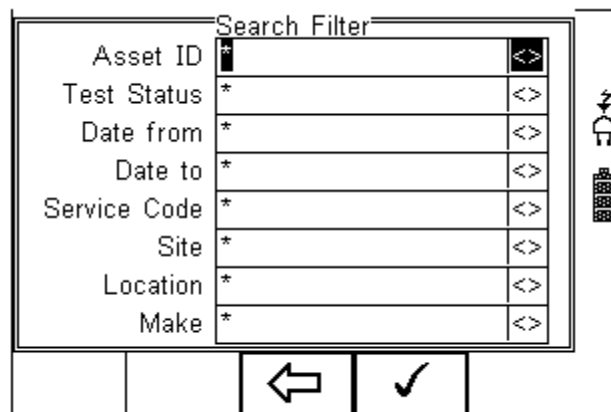 Search Filter
Asset ID * <>
Test Status * <>
Date from * <>
Date to * <>
Service Code * <>
Site * <>
Location * <>
Make * <>